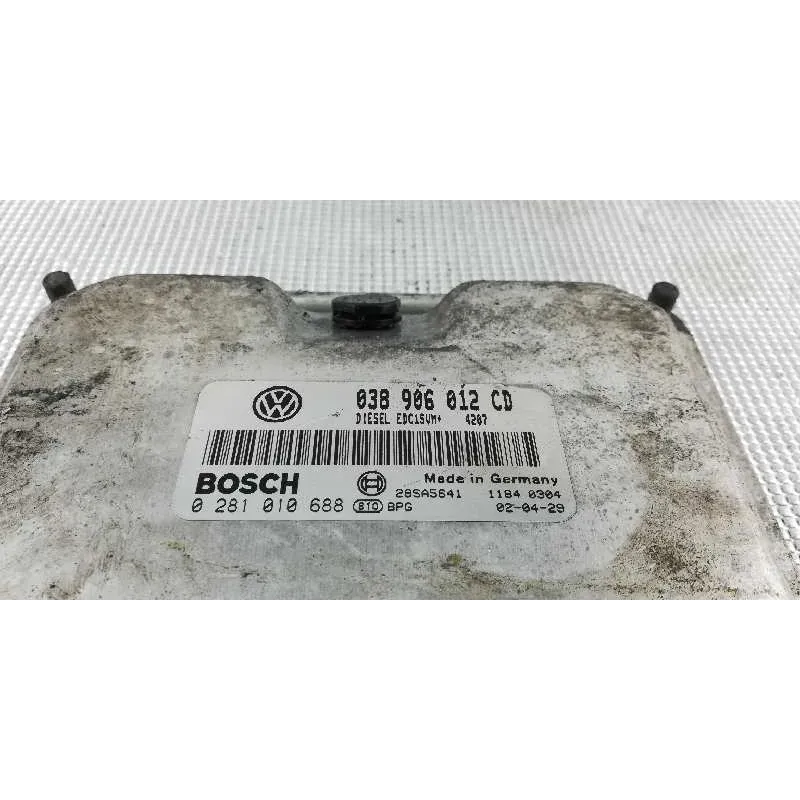 038 906 012 CD
DIESEL EDC15VM+ 4207
BOSCH
Made in Germany
28SA5641 1184 0304
0 281 010 688 B10 BPG 02-04-29